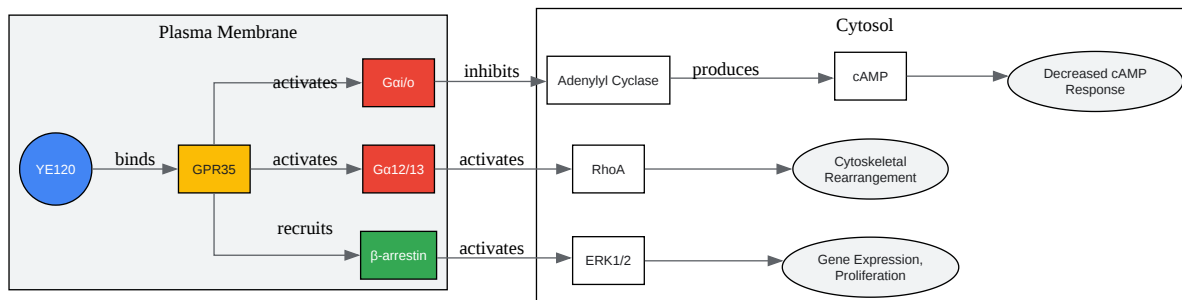 Plasma Membrane
Cytosol
activates
Gαi/o
inhibits
Adenylyl Cyclase
produces
cAMP
Decreased cAMP
Response
YE120
binds
GPR35
activates
Gα12/13
activates
RhoA
Cytoskeletal
Rearrangement
recruits
β-arrestin
activates
ERK1/2
Gene Expression,
Proliferation